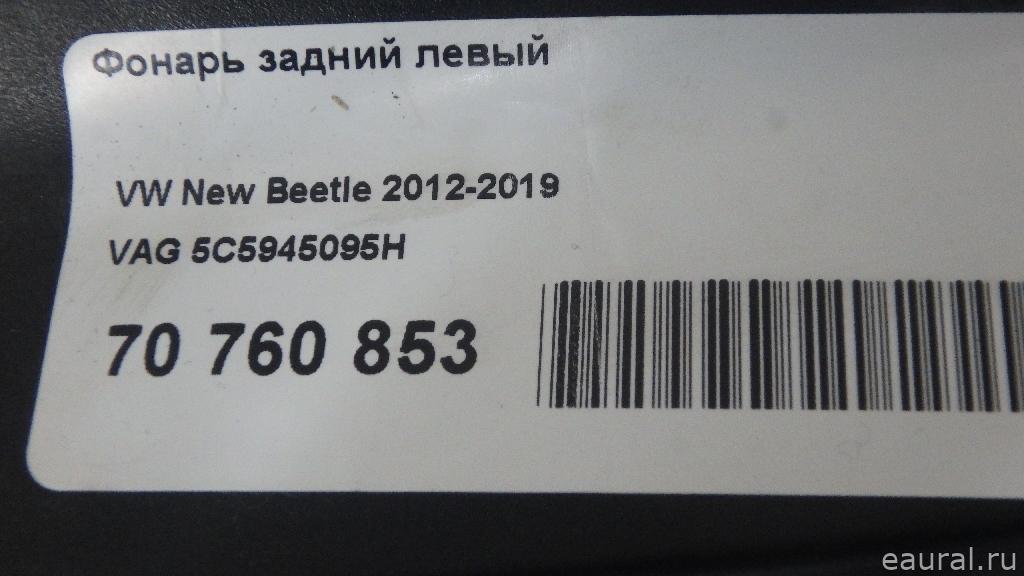 Фонарь задний левый
VW New Beetle 2012-2019
VAG 5C5945095H
70 760 853
eaural.ru